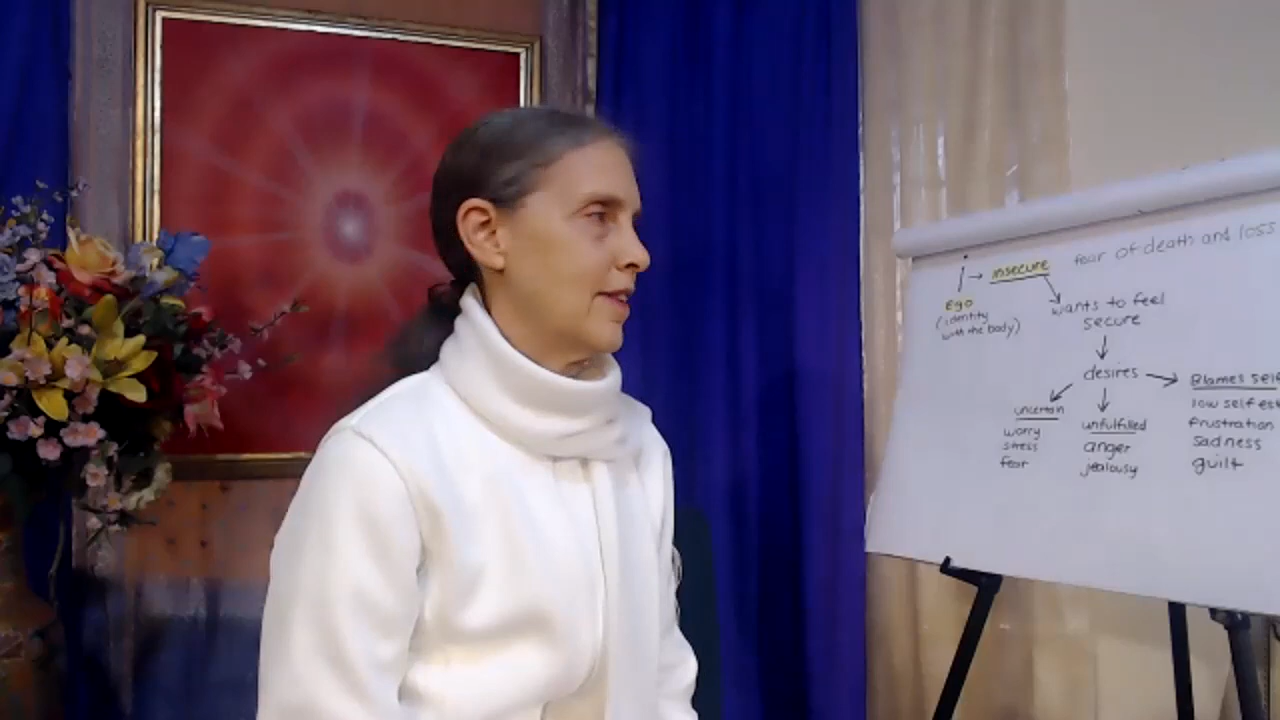 I → insecure fear of death and loss
ego
(identity
with the body)
wants to feel
secure
desires
uncertain
worry
stress
fear
unfulfilled
anger
jealousy
Blames self
low self est
frustration
sadness
guilt